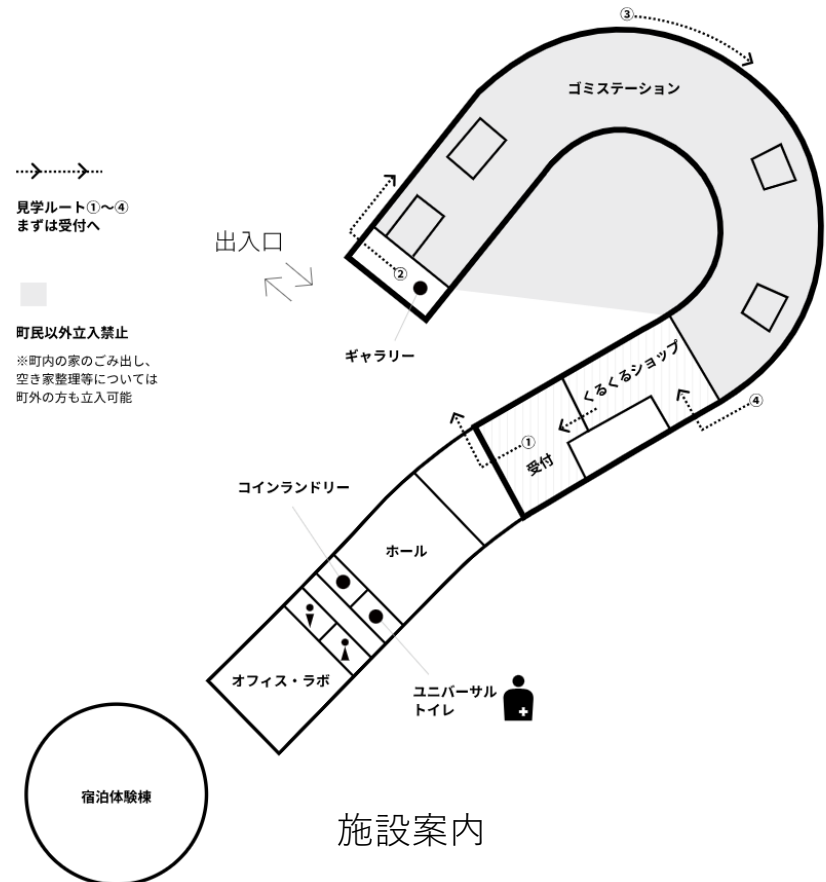 ③
ゴミステーション
見学ルート①〜④
まずは受付へ
出入口
②
町民以外立入禁止
※町内の家のごみ出し、
空き家整理等については
町外の方も立入可能
ギャラリー
くるくるショップ
④
①
受付
コインランドリー
ホール
オフィス・ラボ
ユニバーサル
トイレ
宿泊体験棟
施設案内